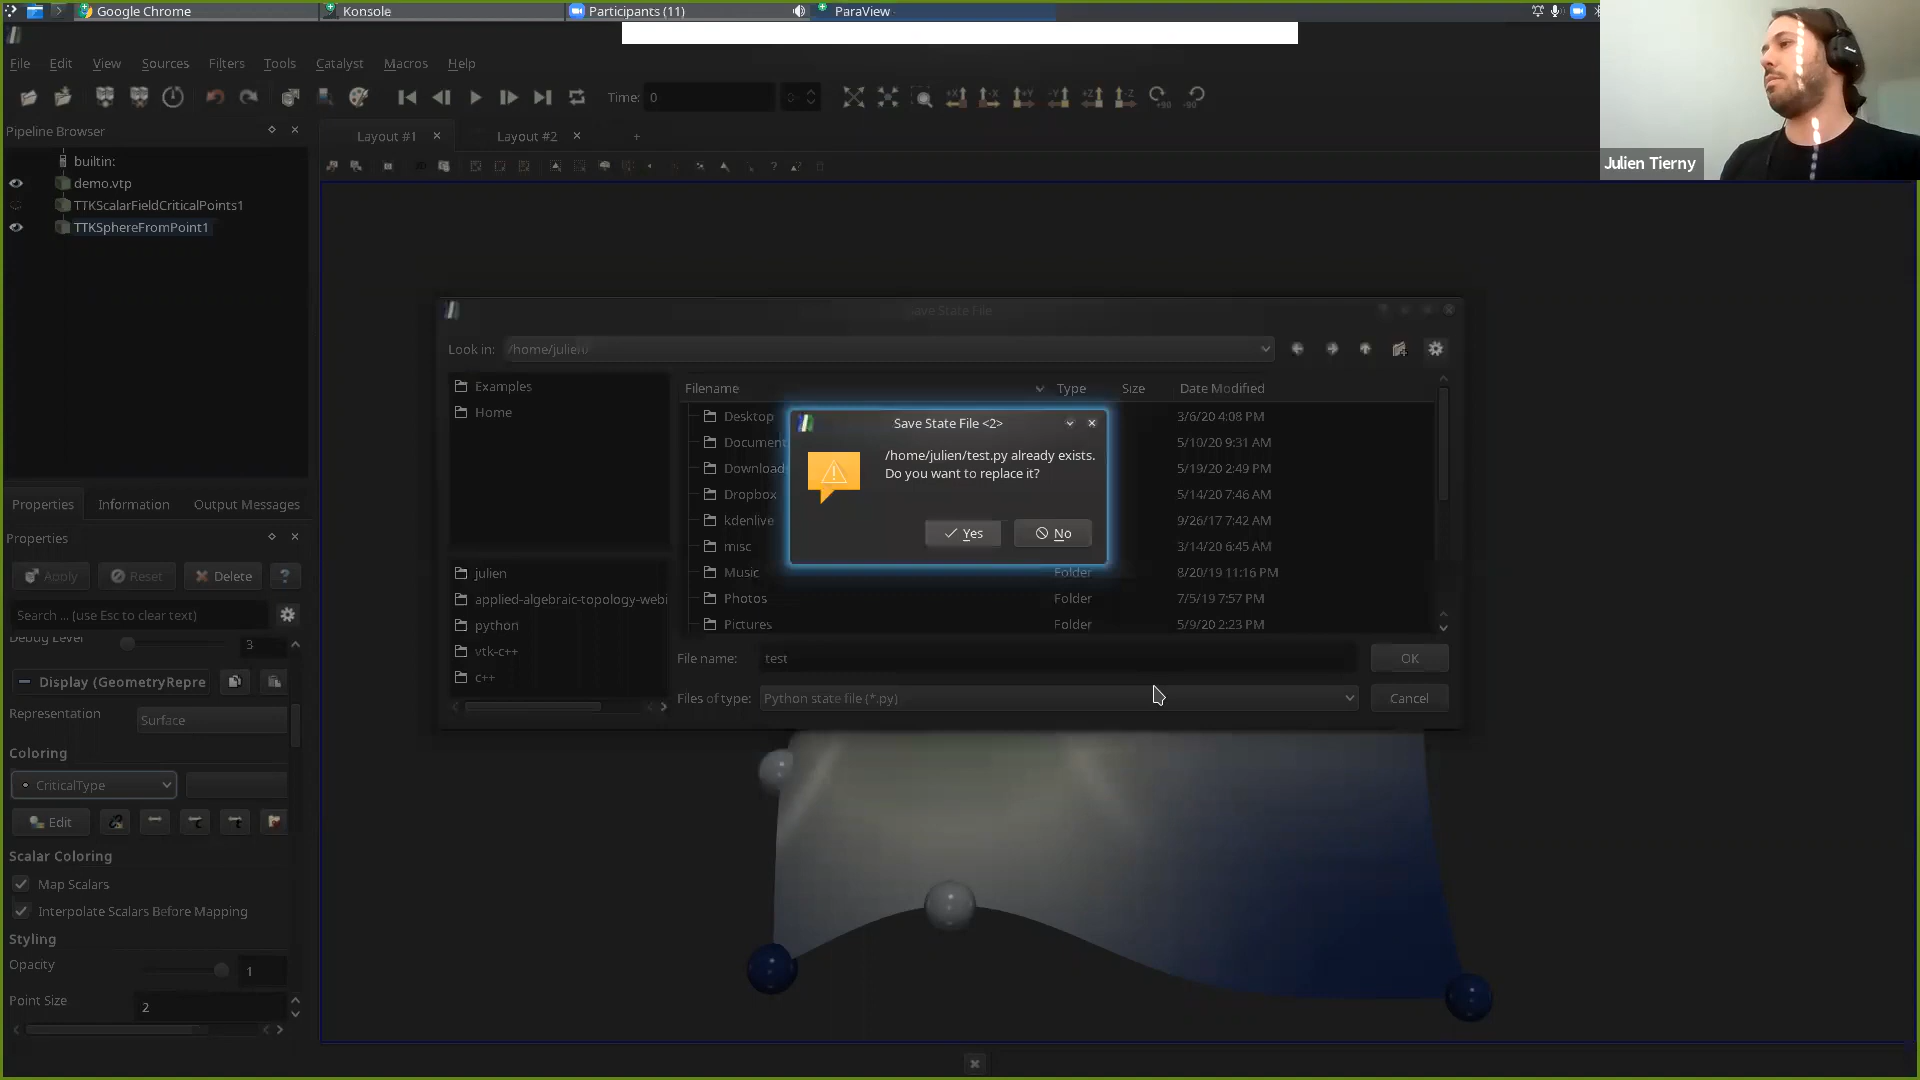 Google Chrome
Konsole
Participants (11)
ParaView
File Edit View Sources Filters Tools Catalyst Macros Help
Time: 0
Julien Tierny
Pipeline Browser
Layout #1
Layout #2
builtin:
demo.vtp
TTKScalarFieldCriticalPoints1
TTKSphereFromPoint1
Save State File
Look in: /home/julien/
Examples
Home
Filename Type Size Date Modified
Desktop 3/6/20 4:08 PM
Document 5/10/20 9:31 AM
Download 5/19/20 2:49 PM
Dropbox 5/14/20 7:46 AM
kdenlive 9/26/17 7:42 AM
misc 3/14/20 6:45 AM
Music Folder 8/20/19 11:16 PM
Photos Folder 7/5/19 7:57 PM
Pictures Folder 5/9/20 2:23 PM
Save State File <2>
/home/julien/test.py already exists.
Do you want to replace it?
Yes
No
julien
applied-algebraic-topology-webi
python
vtk-c++
c++
File name: test
OK
Files of type: Python state file (*.py)
Cancel
Properties Information Output Messages
Properties
Apply Reset Delete ?
Search ... (use Esc to clear text)
Debug Level 3
Display (GeometryRepre
Representation Surface
Coloring
CriticalType
Edit
Scalar Coloring
Map Scalars
Interpolate Scalars Before Mapping
Styling
Opacity 1
Point Size 2